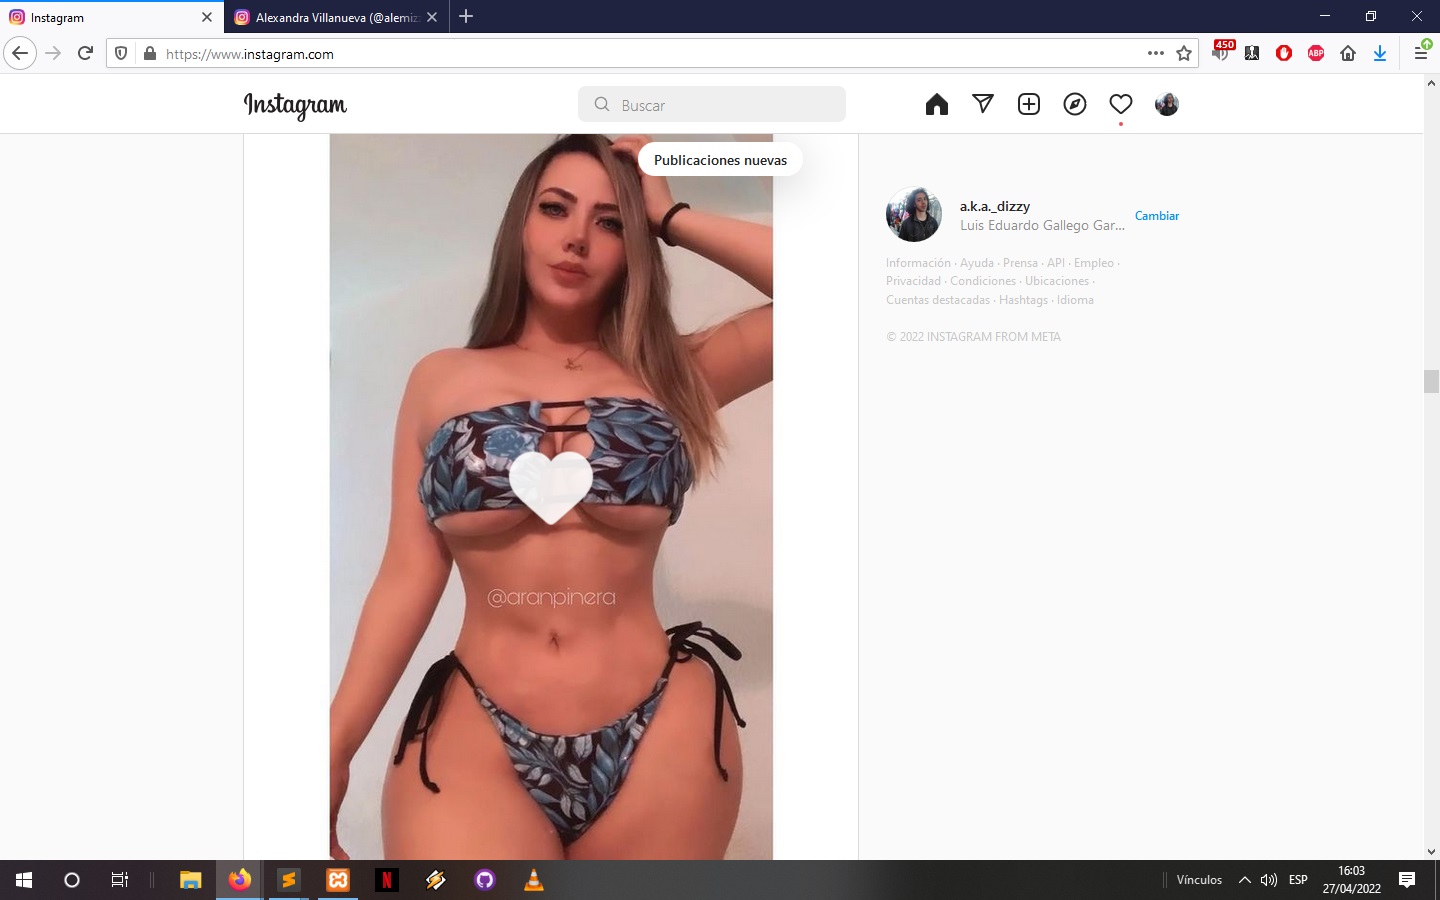 Instagram
Alexandra Villanueva (@alemiz
https://www.instagram.com
450
ABP
Instagram
Buscar
Publicaciones nuevas
a.k.a._dizzy
Luis Eduardo Gallego Gar...
Cambiar
Información · Ayuda · Prensa · API · Empleo ·
Privacidad · Condiciones · Ubicaciones ·
Cuentas destacadas · Hashtags · Idioma
© 2022 INSTAGRAM FROM META
@aranpinera
N
Vínculos
ESP
16:03
27/04/2022